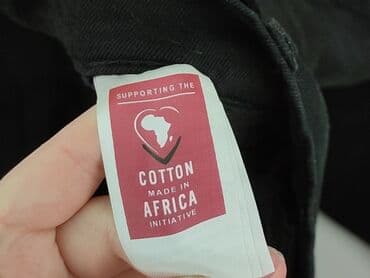 SUPPORTING THE
COTTON
MADE IN
AFRICA
INITIATIVE